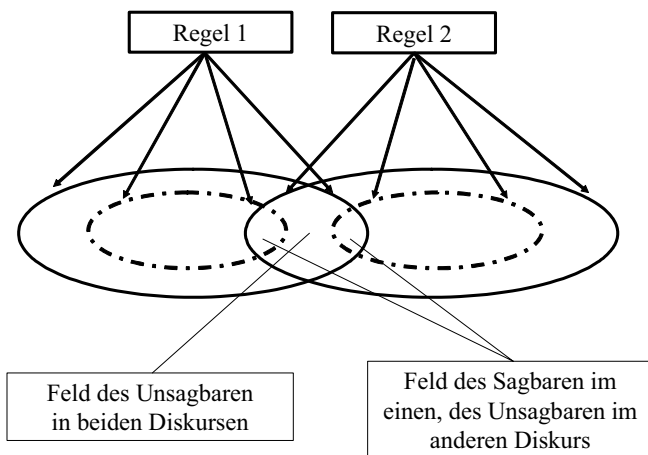 Regel 1
Regel 2
Feld des Unsagbaren
in beiden Diskursen
Feld des Sagbaren im
einen, des Unsagbaren im
anderen Diskurs